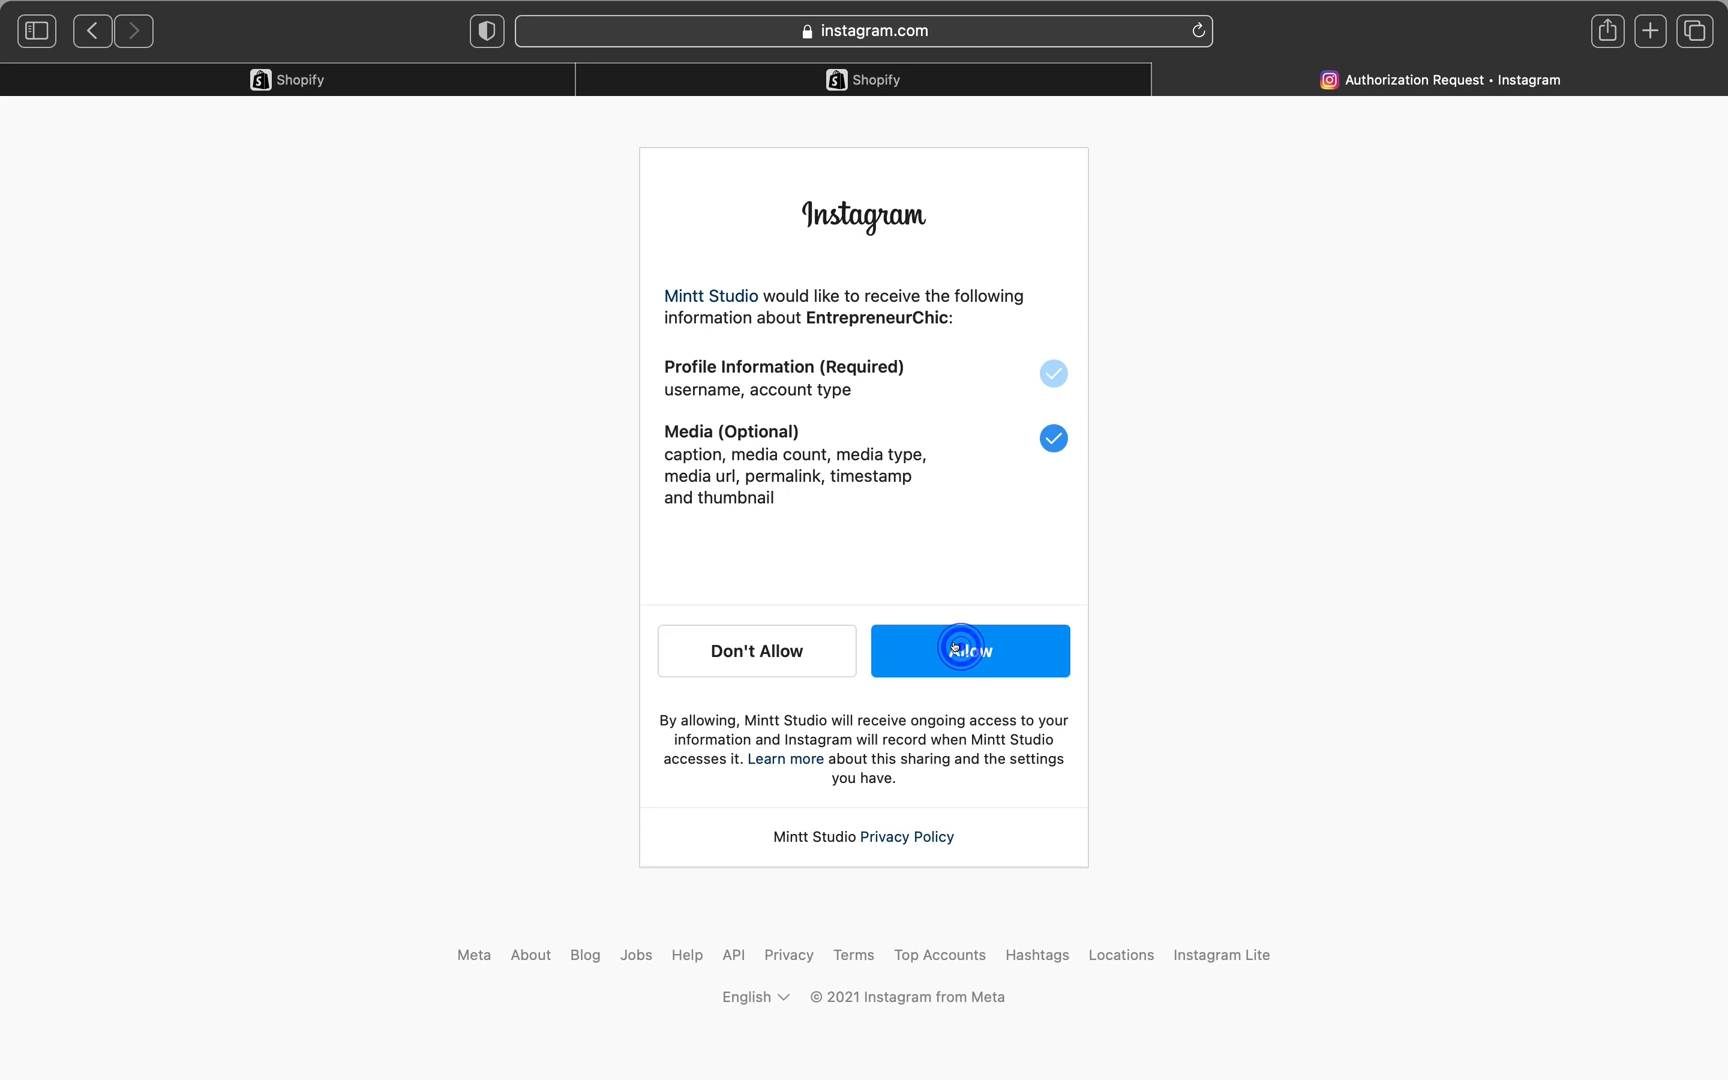 instagram.com
Shopify
Shopify
Authorization Request • Instagram
Instagram
Mintt Studio would like to receive the following
information about EntrepreneurChic:
Profile Information (Required)
username, account type
Media (Optional)
caption, media count, media type,
media url, permalink, timestamp
and thumbnail
Don't Allow
Allow
By allowing, Mintt Studio will receive ongoing access to your
information and Instagram will record when Mintt Studio
accesses it. Learn more about this sharing and the settings
you have.
Mintt Studio Privacy Policy
Meta About Blog Jobs Help API Privacy Terms Top Accounts Hashtags Locations Instagram Lite
English © 2021 Instagram from Meta